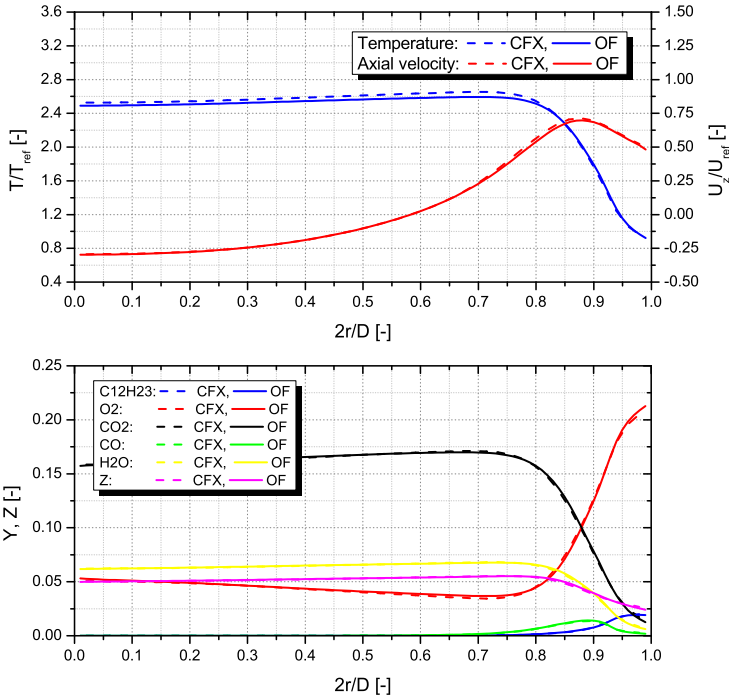 3.6
3.2
2.8
2.4
2.0
1.6
1.2
0.8
0.4
T/Tref [-]
Temperature: CFX, OF
Axial velocity: CFX, OF
1.50
1.25
1.00
0.75
0.50
0.25
0.00
-0.25
-0.50
Uz/Uref [-]
0.0 0.1 0.2 0.3 0.4 0.5 0.6 0.7 0.8 0.9 1.0
2r/D [-]
0.25
0.20
0.15
0.10
0.05
0.00
Y, Z [-]
C12H23: CFX, OF
O2: CFX, OF
CO2: CFX, OF
CO: CFX, OF
H2O: CFX, OF
Z: CFX, OF
0.0 0.1 0.2 0.3 0.4 0.5 0.6 0.7 0.8 0.9 1.0
2r/D [-]